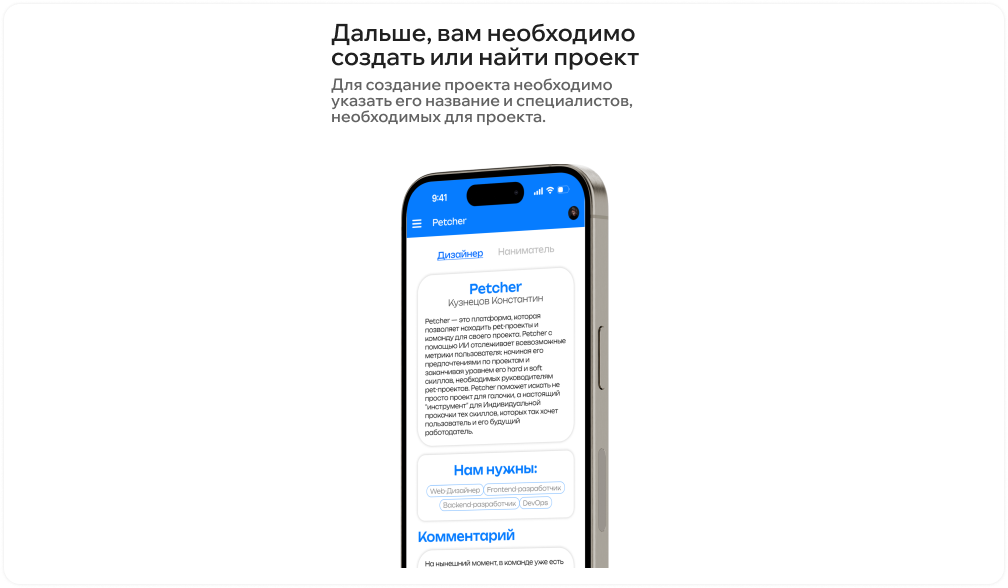 Дальше, вам необходимо
создать или найти проект
Для создание проекта необходимо
указать его название и специалистов,
необходимых для проекта.
9:41
Petcher
Дизайнер Наниматель
Petcher
Кузнецов Константин
Petcher — это платформа, которая
позволяет находить pet-проекты и
команду для своего проекта. Petcher с
помощью ИИ отслеживает всевозможные
метрики пользователя: начиная его
предпочтениями по проектам и
заканчивая уровнем его hard и soft
скиллов, необходимых руководителям
pet-проектов. Petcher поможет искать не
просто проект для галочки, а настоящий
"инструмент" для Индивидуальной
прокачки тех скиллов, которых так хочет
пользователь и его будущий
работодатель.
Нам нужны:
Web-Дизайнер Frontend-разработчик
Backend-разработчик DevOps
Комментарий
На нынешний момент, в команде уже есть